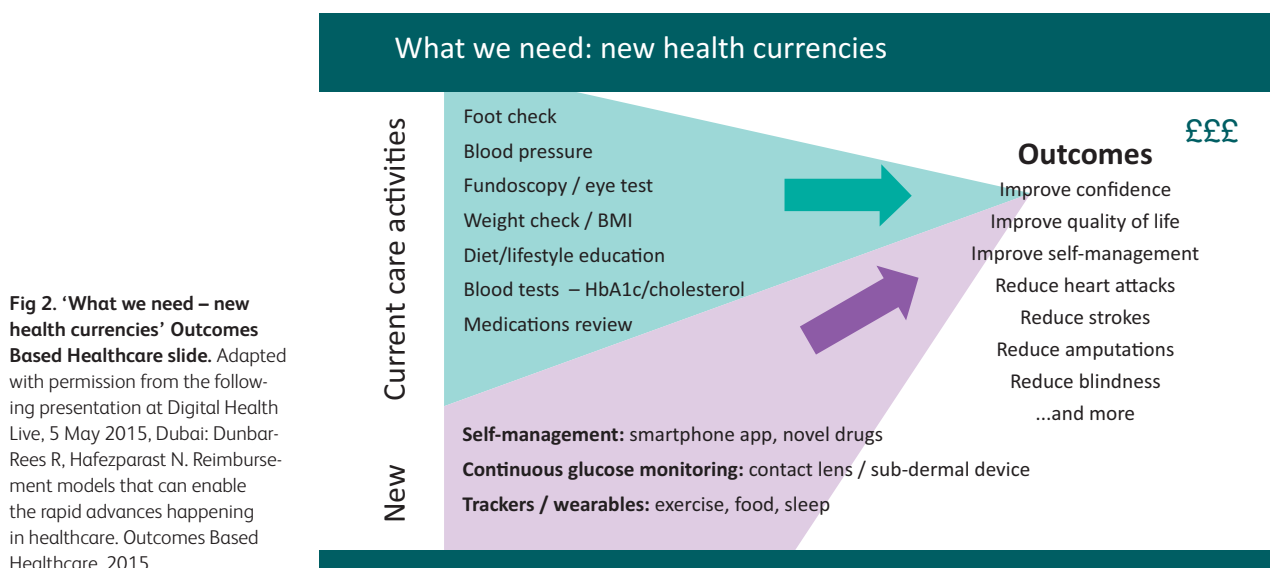 What we need: new health currencies
Current care activities
Foot check
Blood pressure
Fundoscopy / eye test
Weight check / BMI
Diet/lifestyle education
Blood tests – HbA1c/cholesterol
Medications review
£££
Outcomes
Improve confidence
Improve quality of life
Improve self-management
Reduce heart attacks
Reduce strokes
Reduce amputations
Reduce blindness
...and more
New
Self-management: smartphone app, novel drugs
Continuous glucose monitoring: contact lens / sub-dermal device
Trackers / wearables: exercise, food, sleep
Fig 2. ‘What we need – new
health currencies’ Outcomes
Based Healthcare slide. Adapted
with permission from the follow-
ing presentation at Digital Health
Live, 5 May 2015, Dubai: Dunbar-
Rees R, Hafezparast N. Reimburse-
ment models that can enable
the rapid advances happening
in healthcare. Outcomes Based
Healthcare, 2015